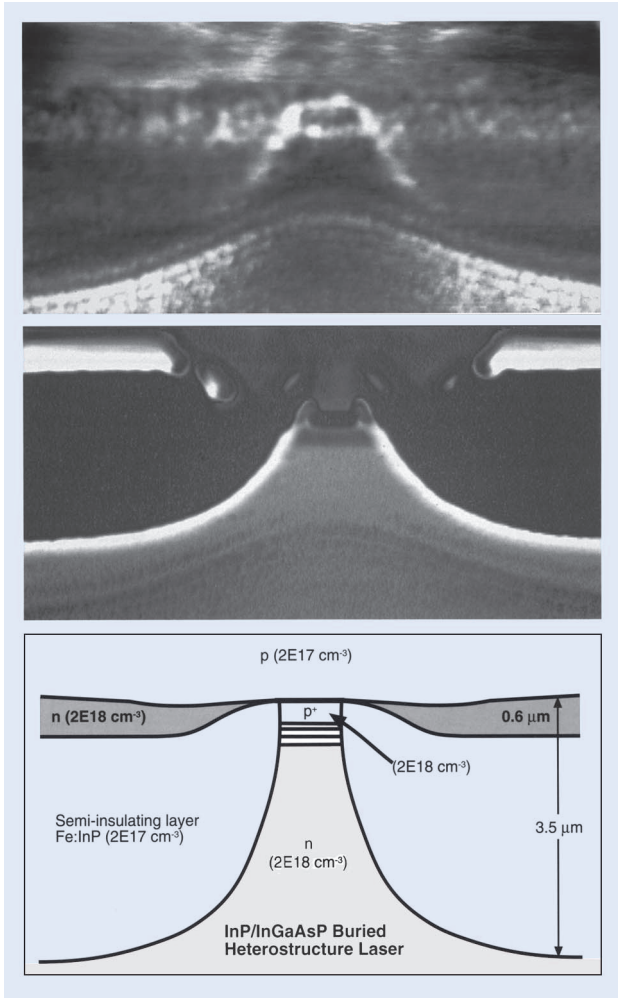 p (2E17 cm⁻³)
n (2E18 cm⁻³)
p⁺
0.6 µm
(2E18 cm⁻³)
Semi-insulating layer
Fe:InP (2E17 cm⁻³)
3.5 µm
n
(2E18 cm⁻³)
InP/InGaAsP Buried
Heterostructure Laser